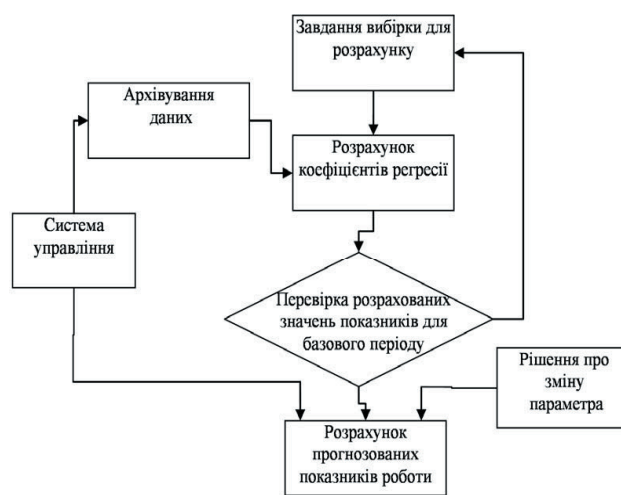 Завдання вибірки для
розрахунку
Архівування
даних
Розрахунок
коефіцієнтів регресії
Система
управління
Перевірка розрахованих
значень показників для
базового періоду
Рішення про
зміну
параметра
Розрахунок
прогнозованих
показників роботи